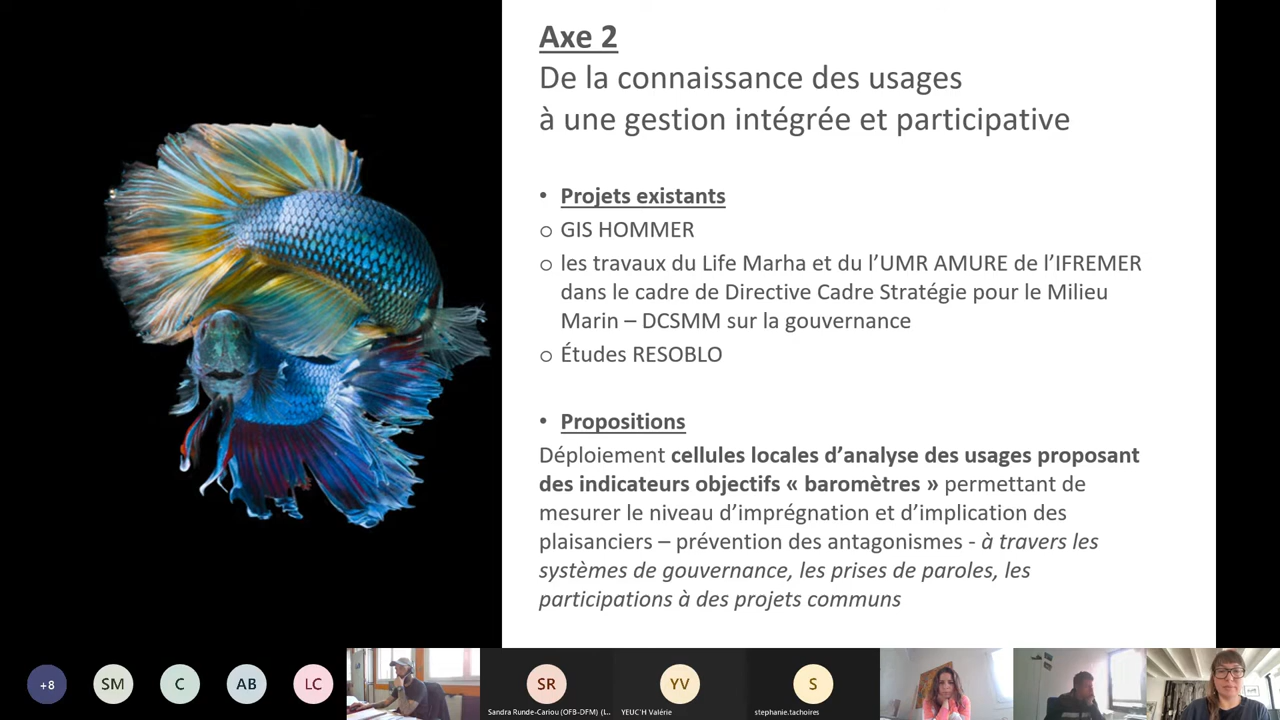 Axe 2
De la connaissance des usages
à une gestion intégrée et participative
• Projets existants
o GIS HOMMER
o les travaux du Life Marha et du l’UMR AMURE de l’IFREMER
dans le cadre de Directive Cadre Stratégie pour le Milieu
Marin – DCSMM sur la gouvernance
o Études RESOBLO
• Propositions
Déploiement cellules locales d’analyse des usages proposant
des indicateurs objectifs « baromètres » permettant de
mesurer le niveau d’imprégnation et d’implication des
plaisanciers – prévention des antagonismes - à travers les
systèmes de gouvernance, les prises de paroles, les
participations à des projets communs
+8
SM
C
AB
LC
SR
YV
S
Sandra Runde-Cariou (OFB-DFM) (I...
YEUC'H Valérie
stephanie.tachoires